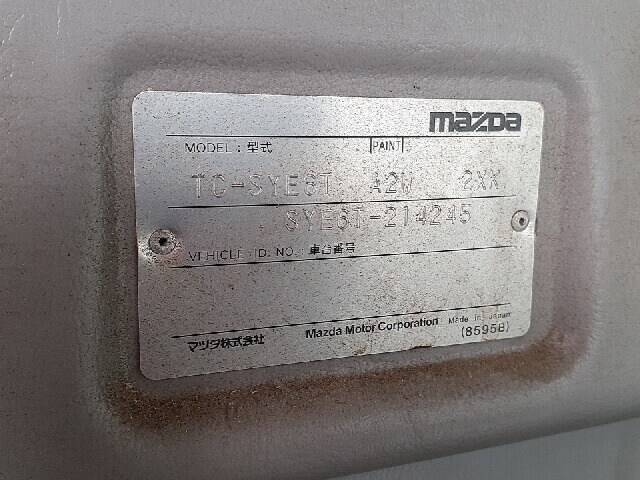 mazda
MODEL : 型式 PAINT
TC-SYE6T A2W 2XX
SYE6T-214245
VEHICLE ID. NO. 車台番号
マツダ株式会社 Mazda Motor Corporation Made in Japan
(8595B)